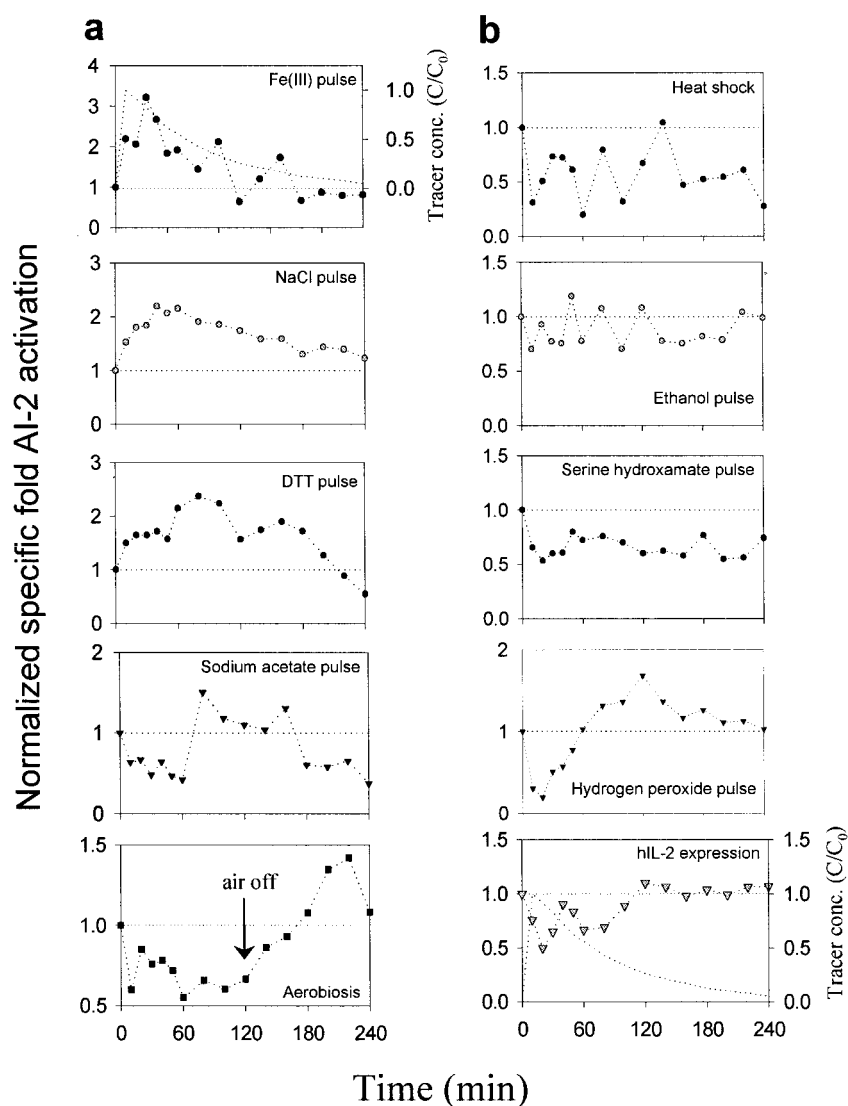 a
b
Normalized specific fold AI-2 activation
4
3
2
1
0
Fe(III) pulse
1.0
0.5
0.0
Tracer conc. (C/C₀)
3
2
1
0
NaCl pulse
3
2
1
0
DTT pulse
2
1
0
Sodium acetate pulse
1.5
1.0
0.5
air off
Aerobiosis
0 60 120 180 240
1.5
1.0
0.5
0.0
Heat shock
1.5
1.0
0.5
0.0
Ethanol pulse
1.5
1.0
0.5
0.0
Serine hydroxamate pulse
2
1
0
Hydrogen peroxide pulse
1.5
1.0
0.5
0.0
hIL-2 expression
1.5
1.0
0.5
0.0
Tracer conc. (C/C₀)
0 60 120 180 240
Time (min)